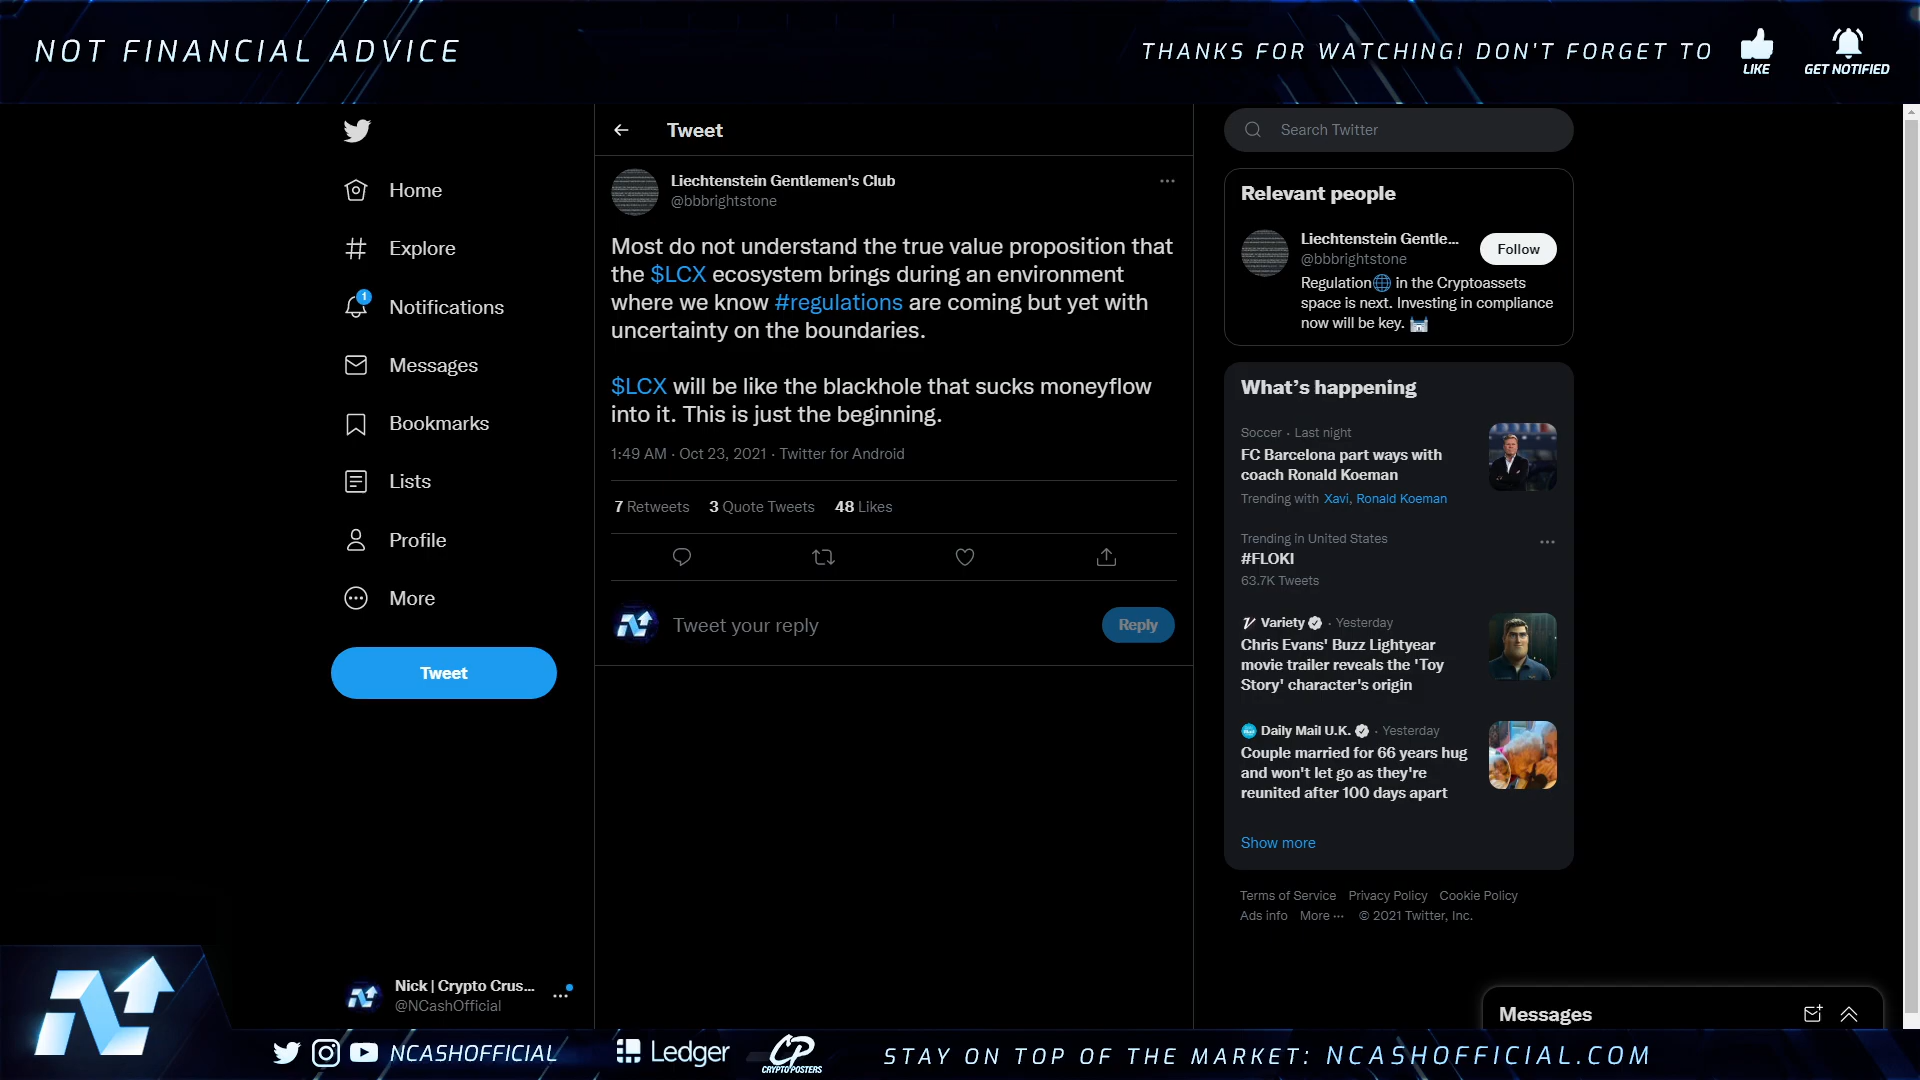 NOT FINANCIAL ADVICE
THANKS FOR WATCHING! DON'T FORGET TO
LIKE
GET NOTIFIED
Home
Explore
1
Notifications
Messages
Bookmarks
Lists
Profile
More
Tweet
Nick | Crypto Crus...
@NCashOfficial
Tweet
Liechtenstein Gentlemen's Club
@bbbrightstone
Most do not understand the true value proposition that
the $LCX ecosystem brings during an environment
where we know #regulations are coming but yet with
uncertainty on the boundaries.
$LCX will be like the blackhole that sucks moneyflow
into it. This is just the beginning.
1:49 AM · Oct 23, 2021 · Twitter for Android
7 Retweets 3 Quote Tweets 48 Likes
Tweet your reply
Reply
Search Twitter
Relevant people
Liechtenstein Gentle...
@bbbrightstone
Follow
Regulation🌐 in the Cryptoassets
space is next. Investing in compliance
now will be key. 🏰
What's happening
Soccer · Last night
FC Barcelona part ways with
coach Ronald Koeman
Trending with Xavi, Ronald Koeman
Trending in United States
#FLOKI
63.7K Tweets
Variety · Yesterday
Chris Evans' Buzz Lightyear
movie trailer reveals the 'Toy
Story' character's origin
Daily Mail U.K. · Yesterday
Couple married for 66 years hug
and won't let go as they're
reunited after 100 days apart
Show more
Terms of Service Privacy Policy Cookie Policy
Ads info More ··· © 2021 Twitter, Inc.
Messages
NCASHOFFICIAL
Ledger
CP
CRYPTO POSTERS
STAY ON TOP OF THE MARKET: NCASHOFFICIAL.COM